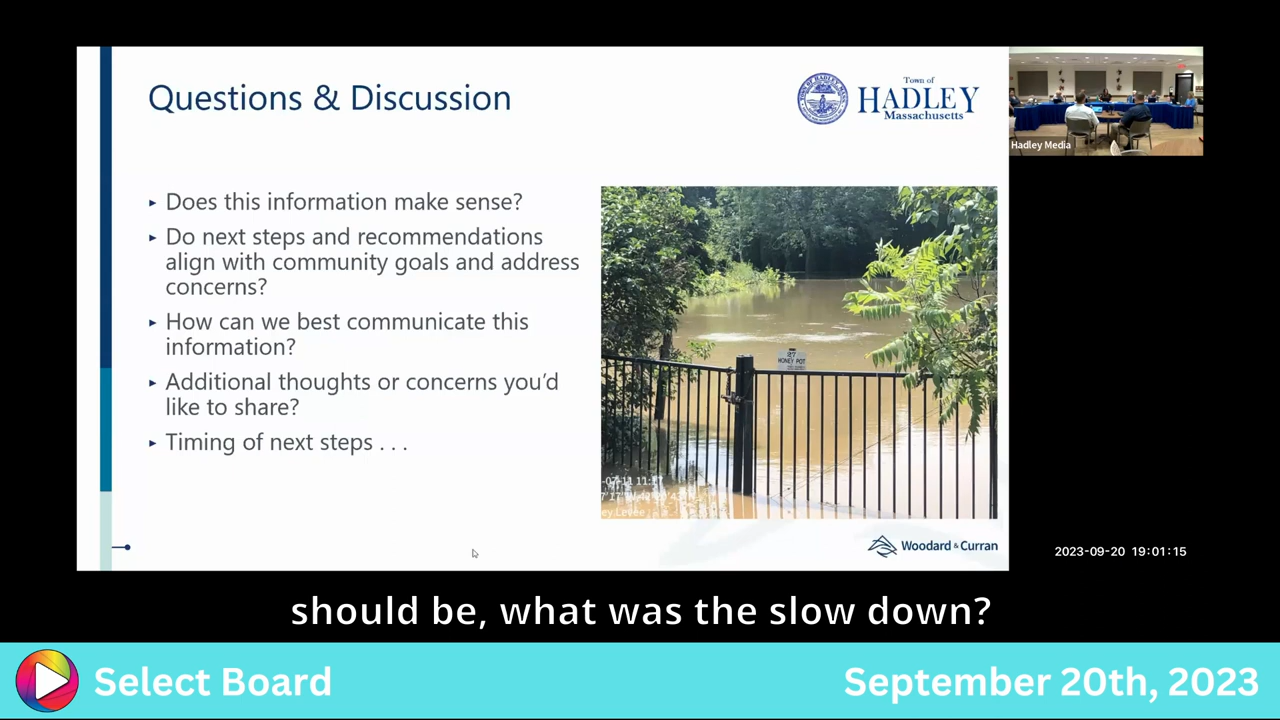 Questions & Discussion
Town of
HADLEY
Massachusetts
Hadley Media
▸ Does this information make sense?
▸ Do next steps and recommendations
align with community goals and address
concerns?
▸ How can we best communicate this
information?
▸ Additional thoughts or concerns you'd
like to share?
▸ Timing of next steps . . .
27
HONEY POT
Woodard & Curran
2023-09-20 19:01:15
should be, what was the slow down?
Select Board
September 20th, 2023